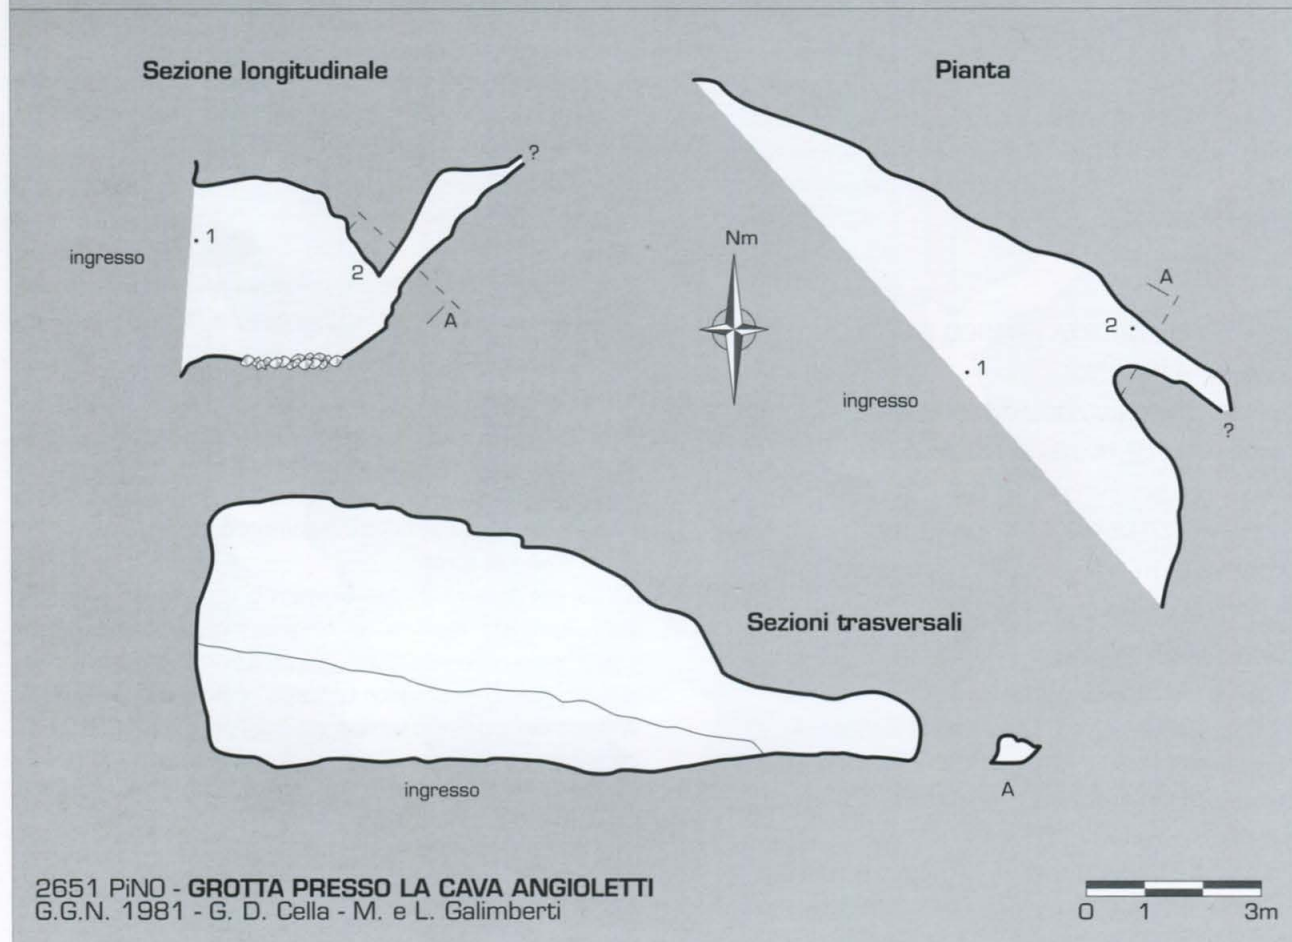 Sezione longitudinale
Pianta
?
1
ingresso
2
A
Nm
A
2
1
ingresso
?
Sezioni trasversali
ingresso
A
2651 PiNO - GROTTA PRESSO LA CAVA ANGIOLETTI
G.G.N. 1981 - G. D. Cella - M. e L. Galimberti
0 1 3m